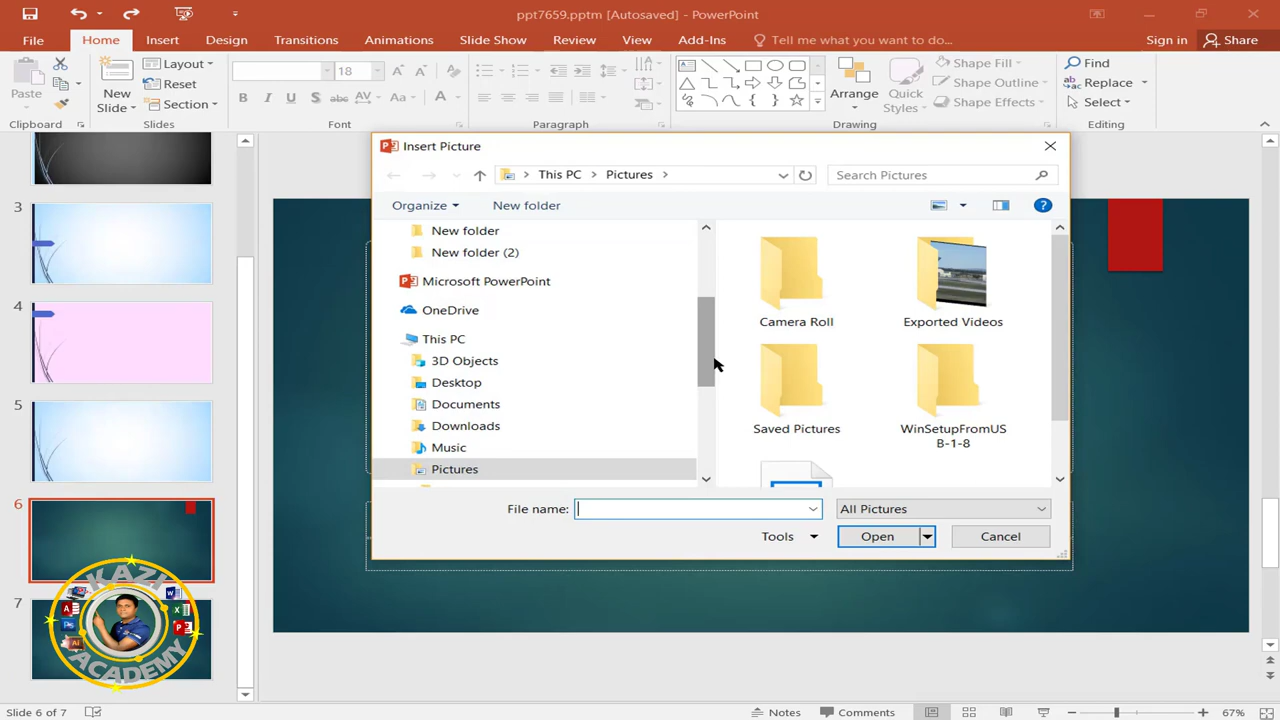 ppt7659.pptm [Autosaved] - PowerPoint
File Home Insert Design Transitions Animations Slide Show Review View Add-Ins Tell me what you want to do... Sign in Share
Paste
New Slide
Layout
Reset
Section
18
B I U S abc AV Aa A
Arrange
Quick Styles
Shape Fill
Shape Outline
Shape Effects
Find
Replace
Select
Clipboard Slides Font Paragraph Drawing Editing
Insert Picture
This PC Pictures
Search Pictures
Organize New folder
New folder
New folder (2)
Microsoft PowerPoint
OneDrive
This PC
3D Objects
Desktop
Documents
Downloads
Music
Pictures
Camera Roll
Exported Videos
Saved Pictures
WinSetupFromUS
B-1-8
File name:
All Pictures
Tools Open Cancel
3
4
5
6
7
KAZI
ACADEMY
Slide 6 of 7 Notes Comments 67%